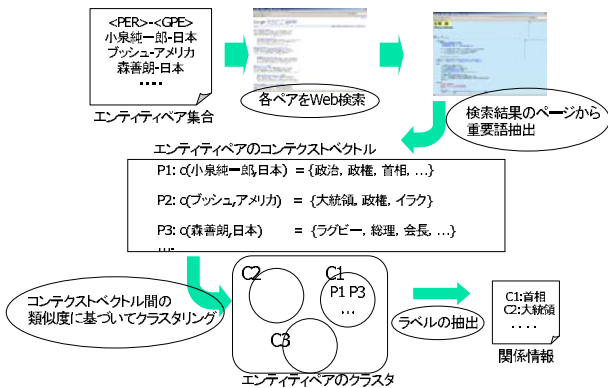 <PER>-<GPE>
小泉純一郎-日本
ブッシュ-アメリカ
森善朗-日本
····
エンティティペア集合
各ペアをWeb検索
検索結果のページから
重要語抽出
エンティティペアのコンテクストベクトル
P1: c(小泉純一郎,日本) = {政治, 政権, 首相, …}
P2: c(ブッシュ,アメリカ) = {大統領, 政権, イラク}
P3: c(森善朗,日本) = {ラグビー, 総理, 会長, …}
コンテクストベクトル間の
類似度に基づいてクラスタリング
C2
C1
P1 P3
…
C3
エンティティペアのクラスタ
ラベルの抽出
C1:首相
C2:大統領
····
関係情報